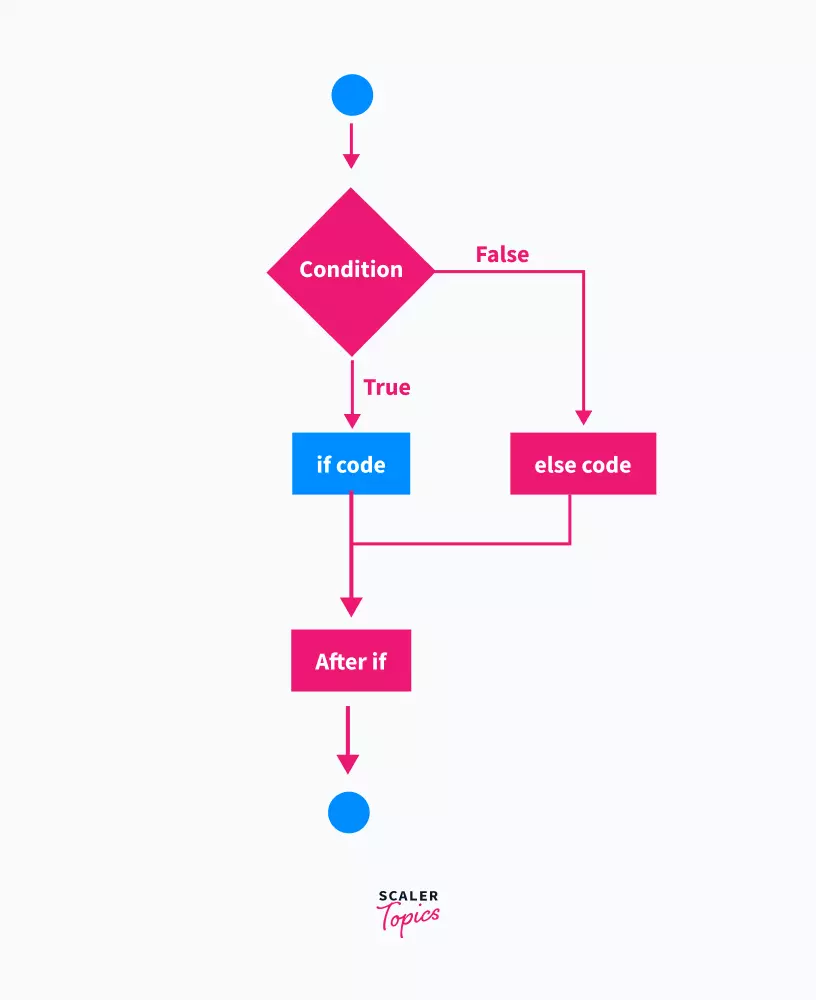 False
Condition
True
if code
else code
After if
SCALER
Topics